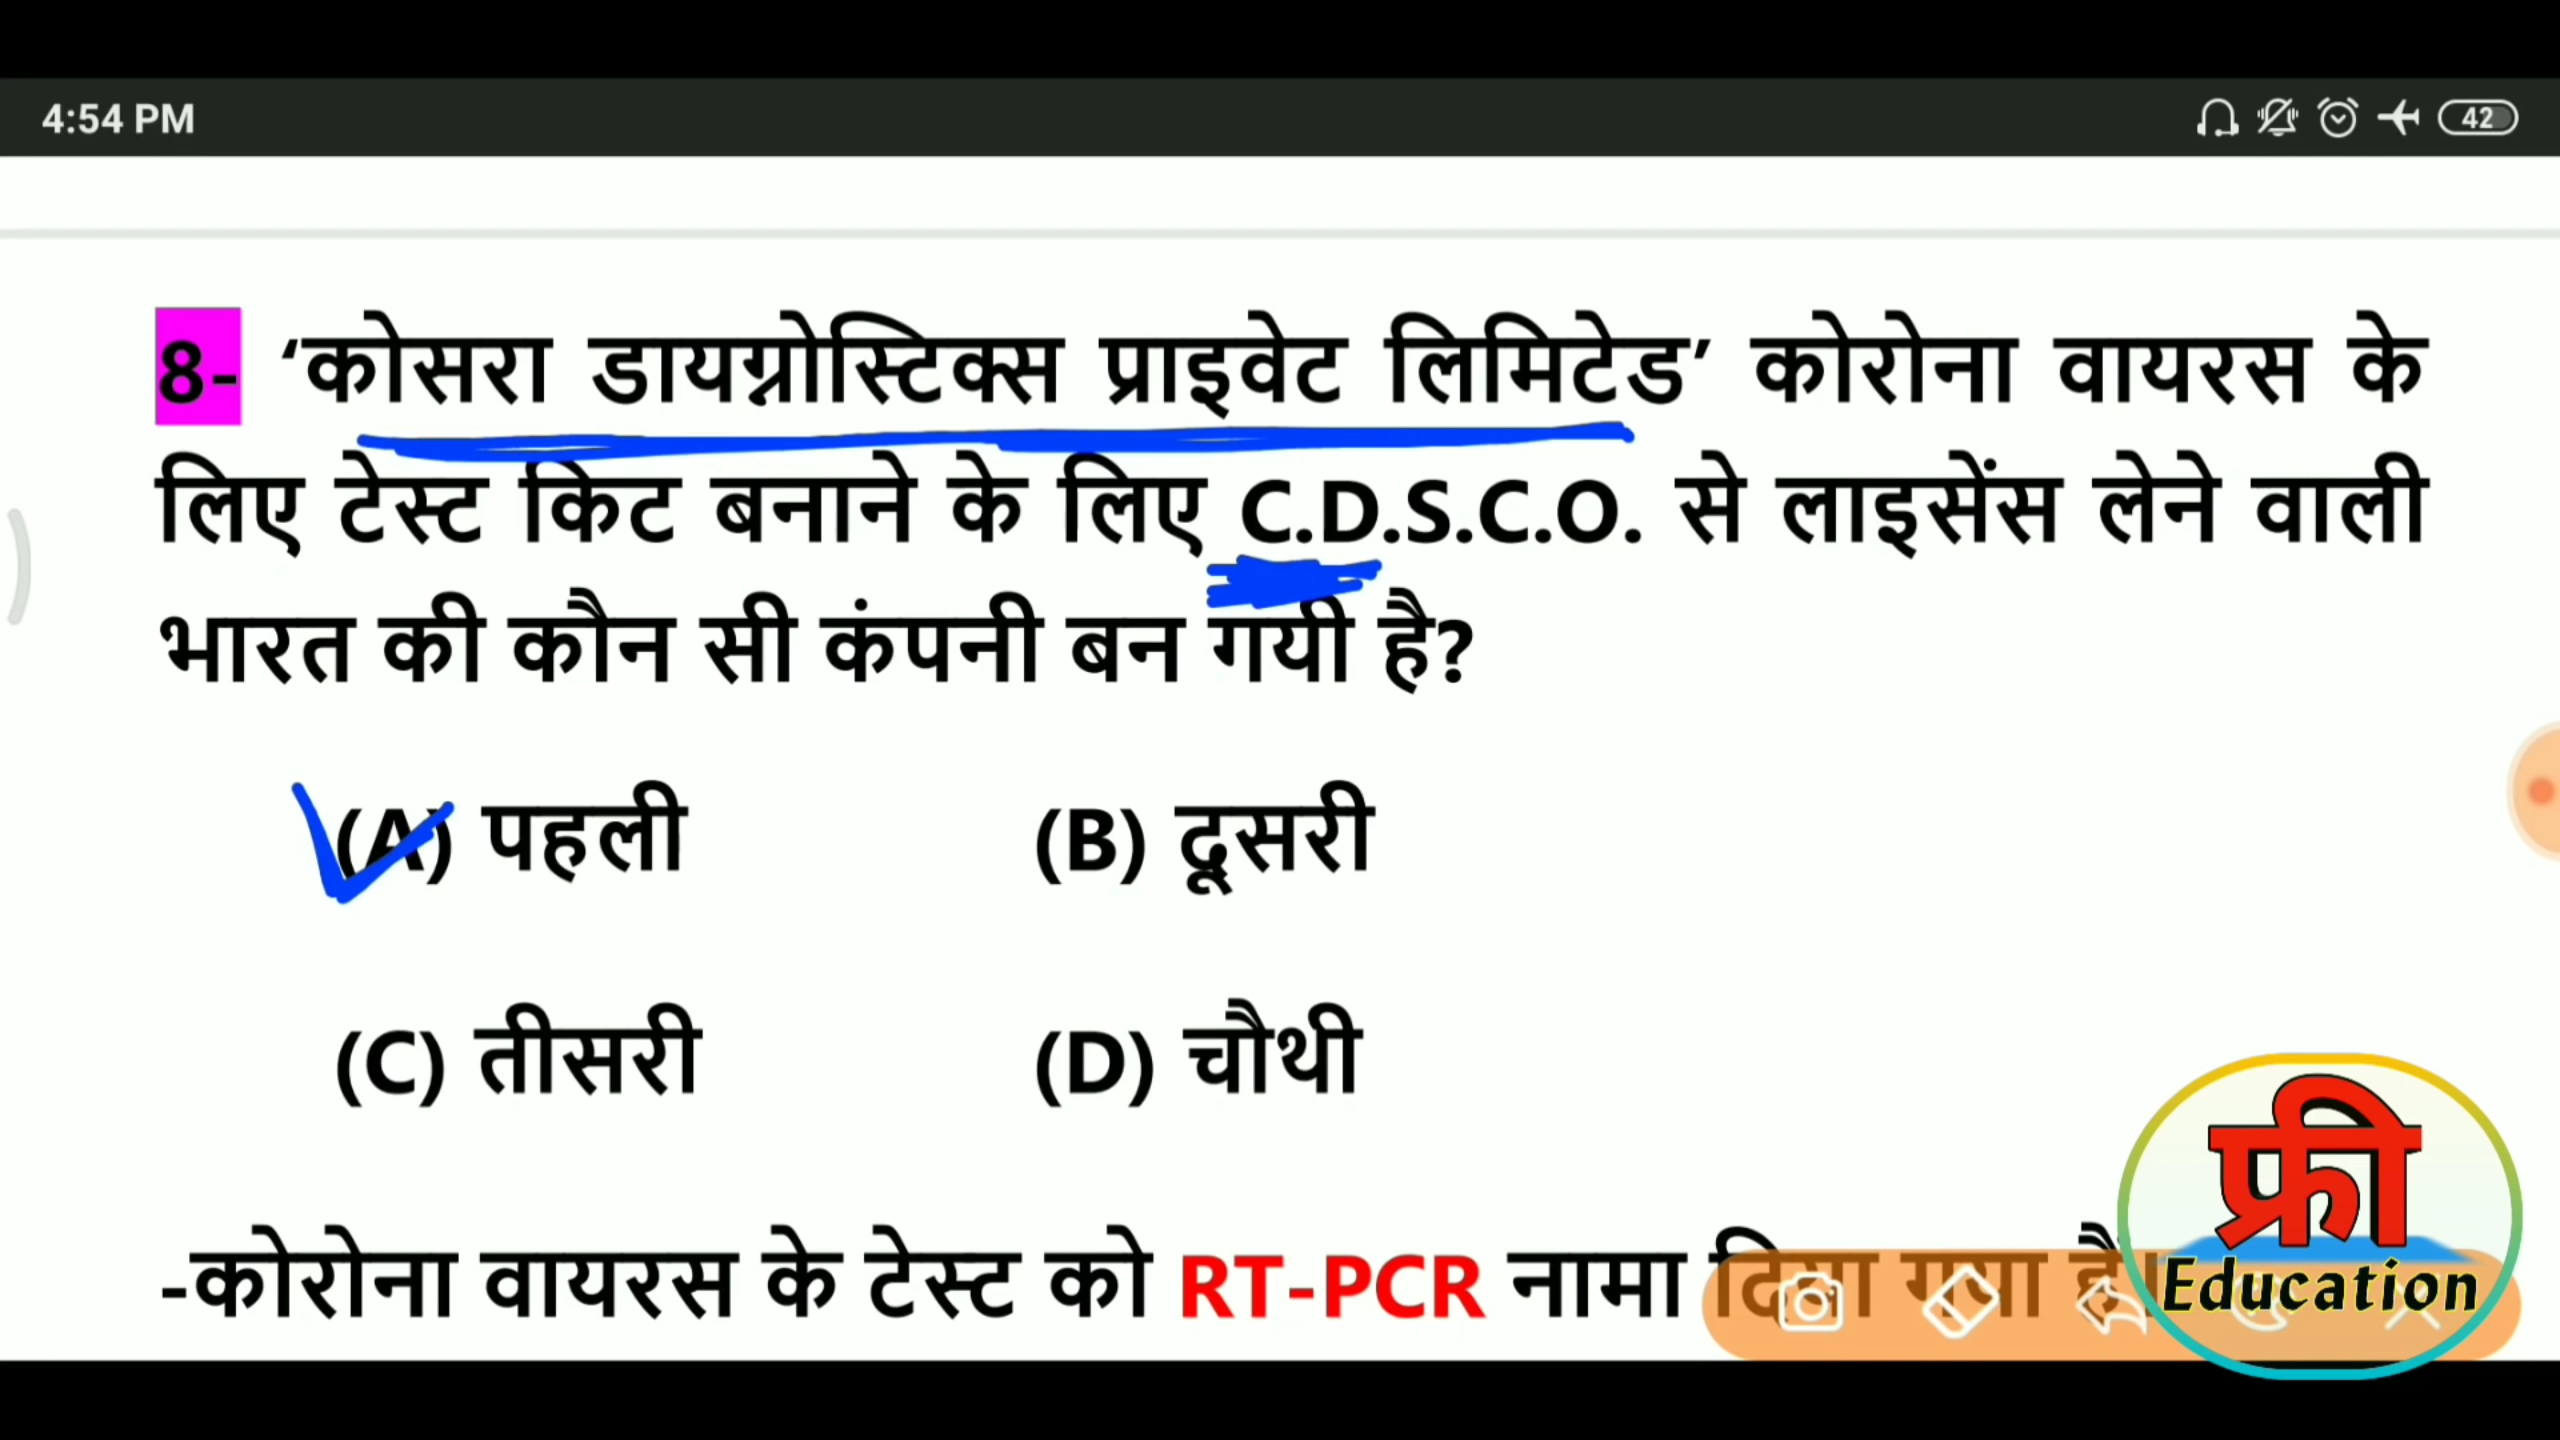 4:54 PM
42
8- ‘कोसरा डायग्नोस्टिक्स प्राइवेट लिमिटेड’ कोरोना वायरस के
लिए टेस्ट किट बनाने के लिए C.D.S.C.O. से लाइसेंस लेने वाली
भारत की कौन सी कंपनी बन गयी है?
(A) पहली (B) दूसरी
(C) तीसरी (D) चौथी
-कोरोना वायरस के टेस्ट को RT-PCR नामा दिया गया है।
फ्री
Education